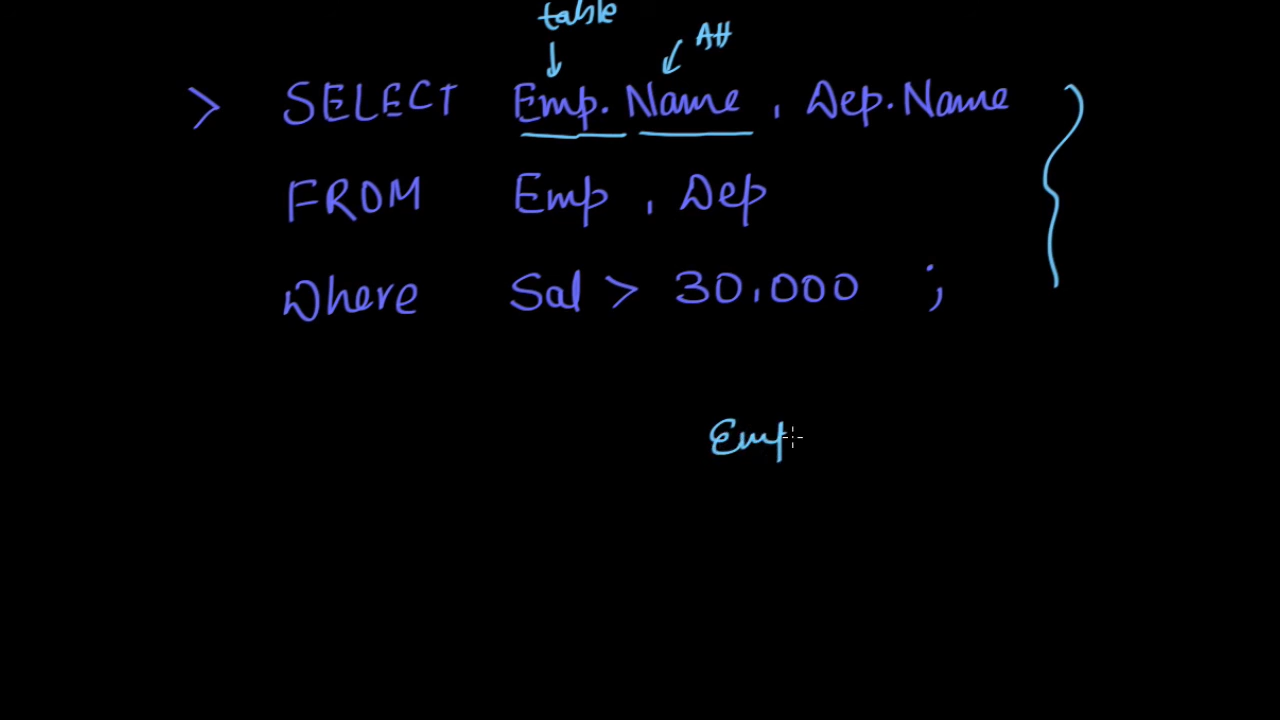 table
Att
> SELECT Emp. Name , Dep. Name
FROM Emp , Dep
Where Sal > 30,000 ;
Emp